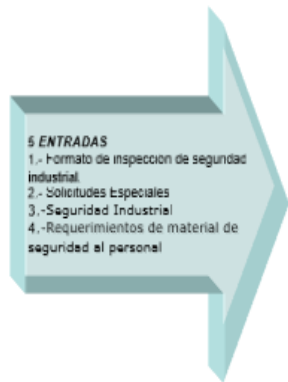 5 ENTRADAS
1.- Formato de inspección de seguridad
industrial.
2.- Solicitudes Especiales
3.-Seguridad Industrial
4.-Requerimientos de material de
seguridad al personal